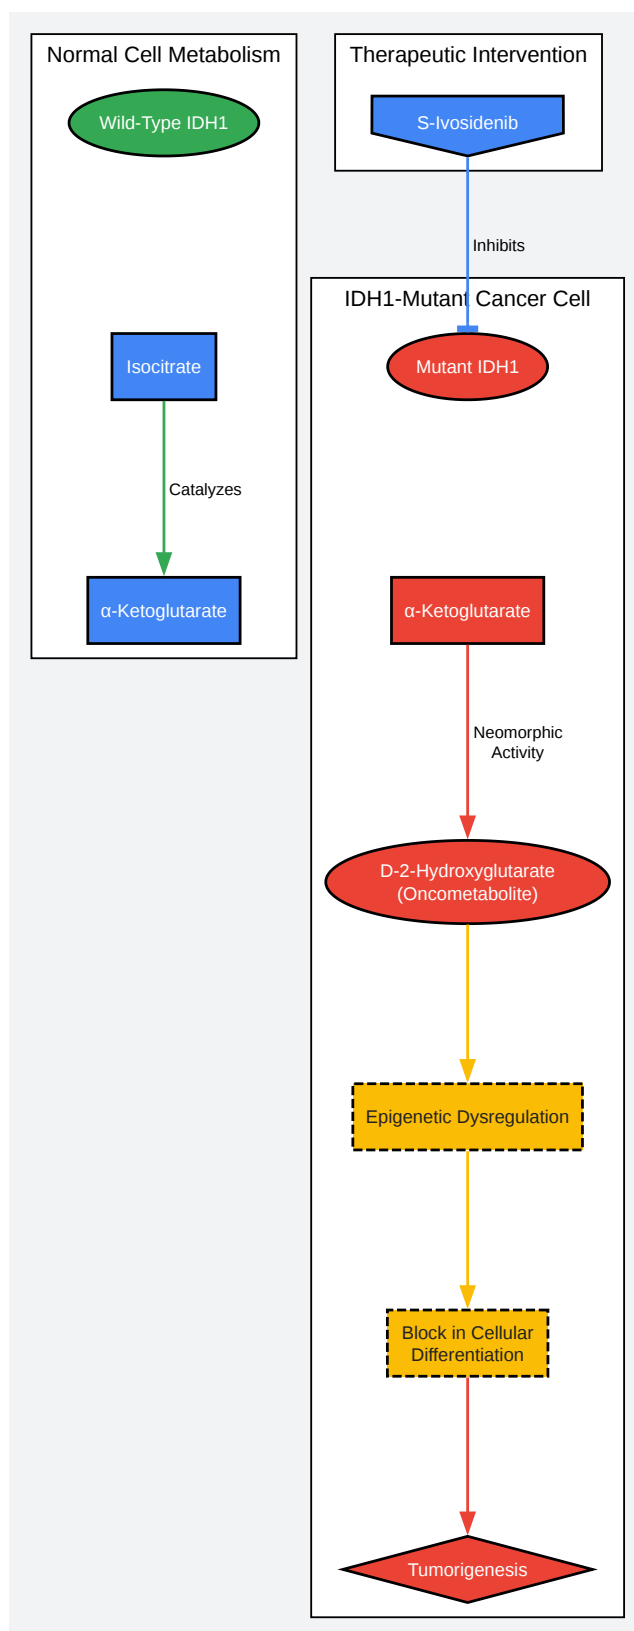 Normal Cell Metabolism
Wild-Type IDH1
Isocitrate
Catalyzes
α-Ketoglutarate
Therapeutic Intervention
S-Ivosidenib
Inhibits
IDH1-Mutant Cancer Cell
Mutant IDH1
α-Ketoglutarate
Neomorphic
Activity
D-2-Hydroxyglutarate
(Oncometabolite)
Epigenetic Dysregulation
Block in Cellular
Differentiation
Tumorigenesis